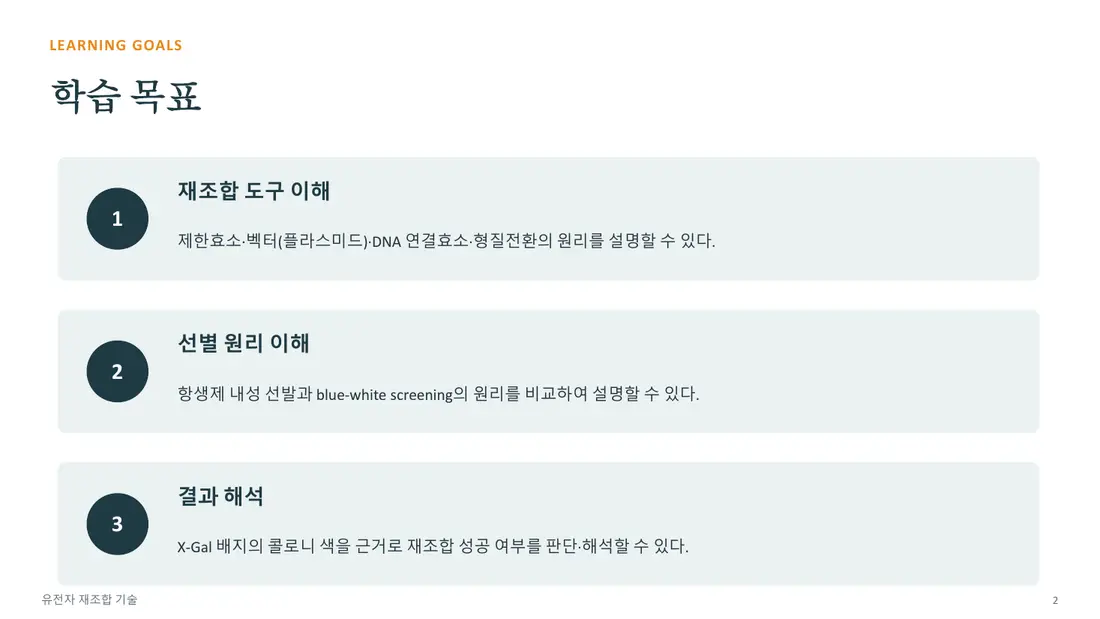 LEARNING GOALS
학습 목표
1
재조합 도구 이해
제한효소·벡터(플라스미드)·DNA 연결효소·형질전환의 원리를 설명할 수 있다.
2
선별 원리 이해
항생제 내성 선발과 blue-white screening의 원리를 비교하여 설명할 수 있다.
3
결과 해석
X-Gal 배지의 콜로니 색을 근거로 재조합 성공 여부를 판단·해석할 수 있다.
유전자 재조합 기술
2